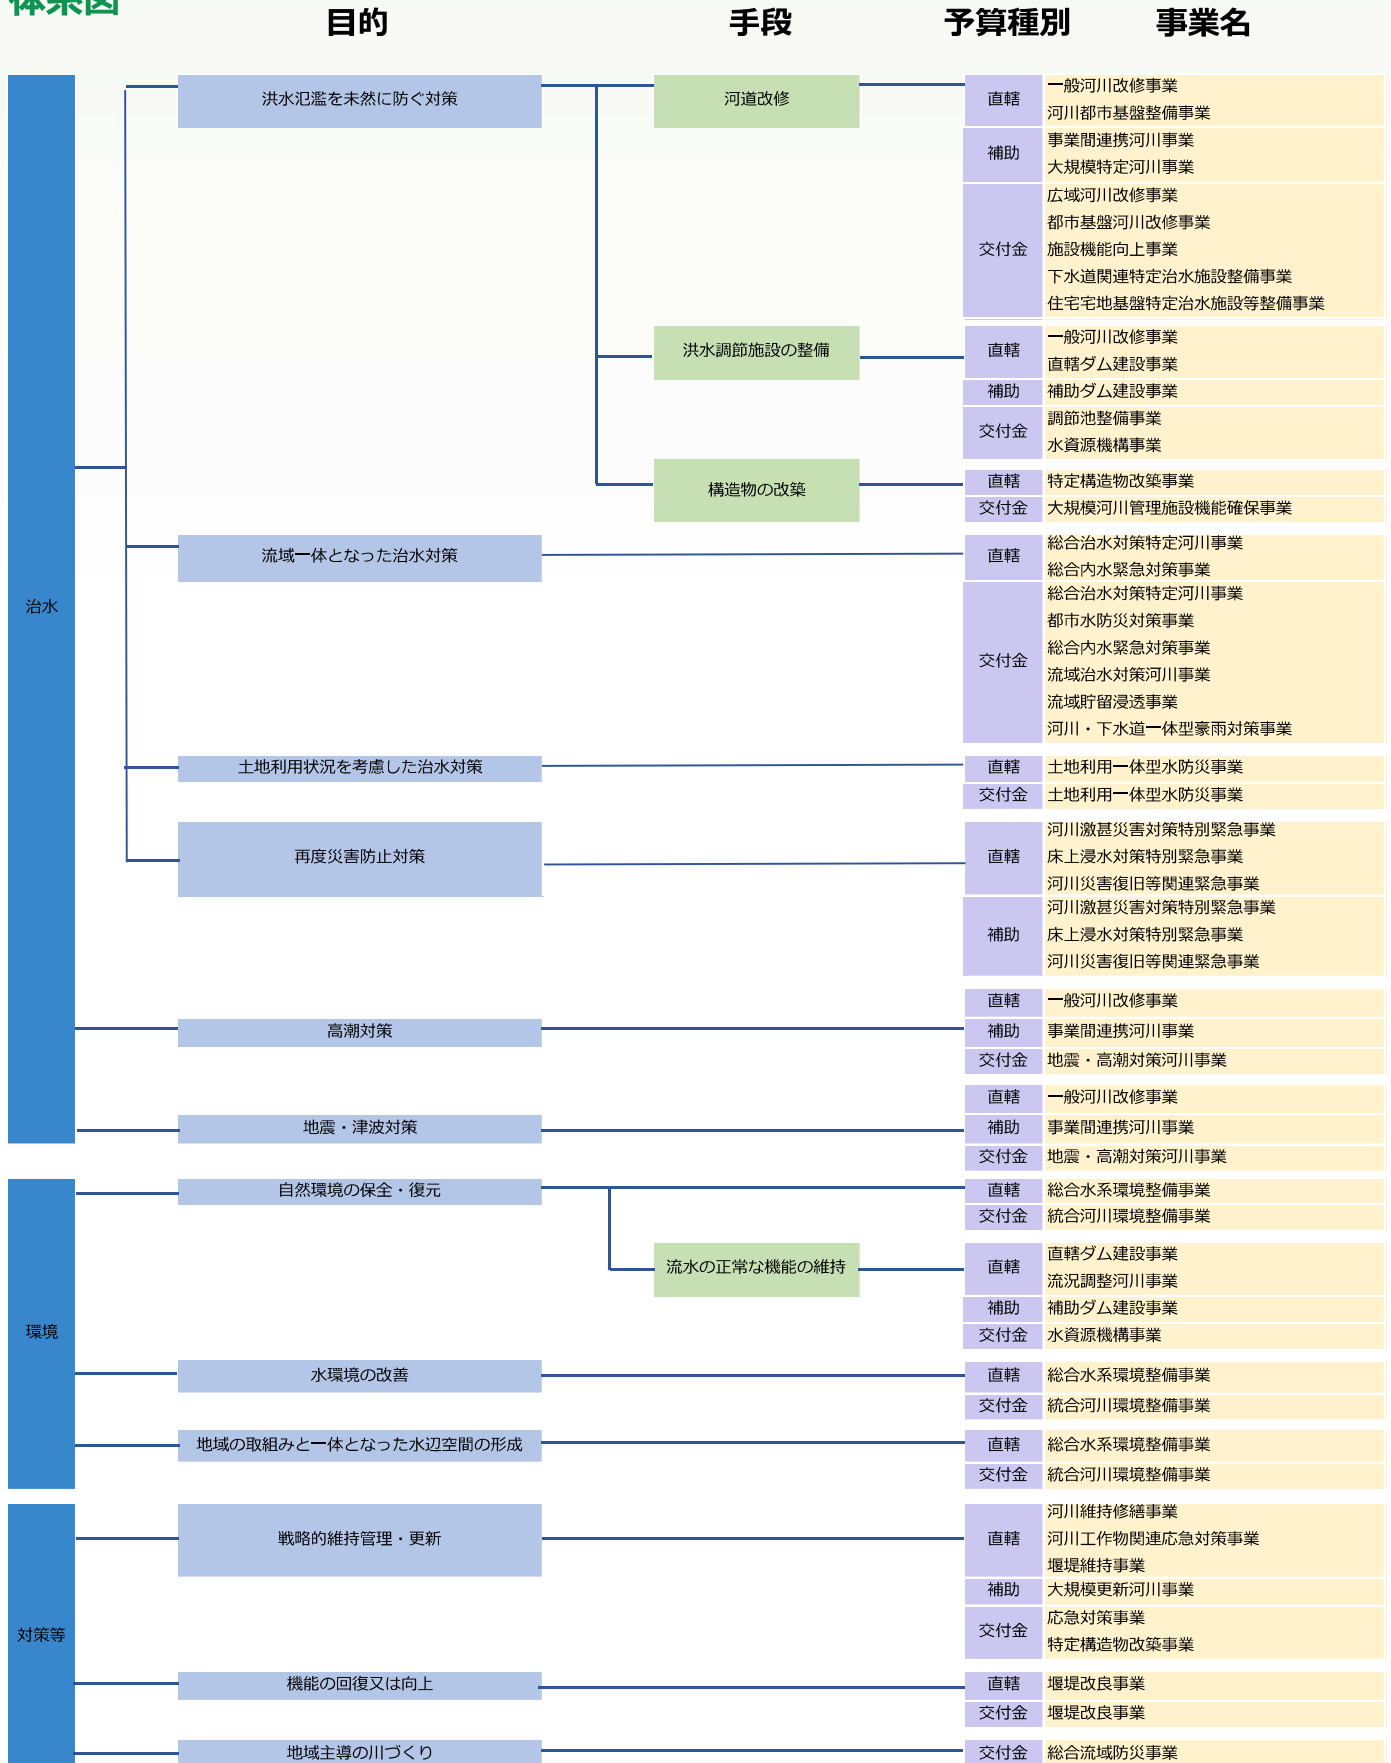 体系図
目的 手段 予算種別 事業名
治水
洪水氾濫を未然に防ぐ対策
河道改修
直轄
一般河川改修事業
河川都市基盤整備事業
補助
事業間連携河川事業
大規模特定河川事業
交付金
広域河川改修事業
都市基盤河川改修事業
施設機能向上事業
下水道関連特定治水施設整備事業
住宅宅地基盤特定治水施設等整備事業
洪水調節施設の整備
直轄
一般河川改修事業
直轄ダム建設事業
補助
補助ダム建設事業
交付金
調節池整備事業
水資源機構事業
構造物の改築
直轄
特定構造物改築事業
交付金
大規模河川管理施設機能確保事業
流域一体となった治水対策
直轄
総合治水対策特定河川事業
総合内水緊急対策事業
交付金
総合治水対策特定河川事業
都市水防災対策事業
総合内水緊急対策事業
流域治水対策河川事業
流域貯留浸透事業
河川・下水道一体型豪雨対策事業
土地利用状況を考慮した治水対策
直轄
土地利用一体型水防災事業
交付金
土地利用一体型水防災事業
再度災害防止対策
直轄
河川激甚災害対策特別緊急事業
床上浸水対策特別緊急事業
河川災害復旧等関連緊急事業
補助
河川激甚災害対策特別緊急事業
床上浸水対策特別緊急事業
河川災害復旧等関連緊急事業
高潮対策
直轄
一般河川改修事業
補助
事業間連携河川事業
交付金
地震・高潮対策河川事業
地震・津波対策
直轄
一般河川改修事業
補助
事業間連携河川事業
交付金
地震・高潮対策河川事業
環境
自然環境の保全・復元
直轄
総合水系環境整備事業
交付金
統合河川環境整備事業
流水の正常な機能の維持
直轄
直轄ダム建設事業
流況調整河川事業
補助
補助ダム建設事業
交付金
水資源機構事業
水環境の改善
直轄
総合水系環境整備事業
交付金
統合河川環境整備事業
地域の取組みと一体となった水辺空間の形成
直轄
総合水系環境整備事業
交付金
統合河川環境整備事業
対策等
戦略的維持管理・更新
直轄
河川維持修繕事業
河川工作物関連応急対策事業
堰堤維持事業
補助
大規模更新河川事業
交付金
応急対策事業
特定構造物改築事業
機能の回復又は向上
直轄
堰堤改良事業
交付金
堰堤改良事業
地域主導の川づくり
交付金
総合流域防災事業